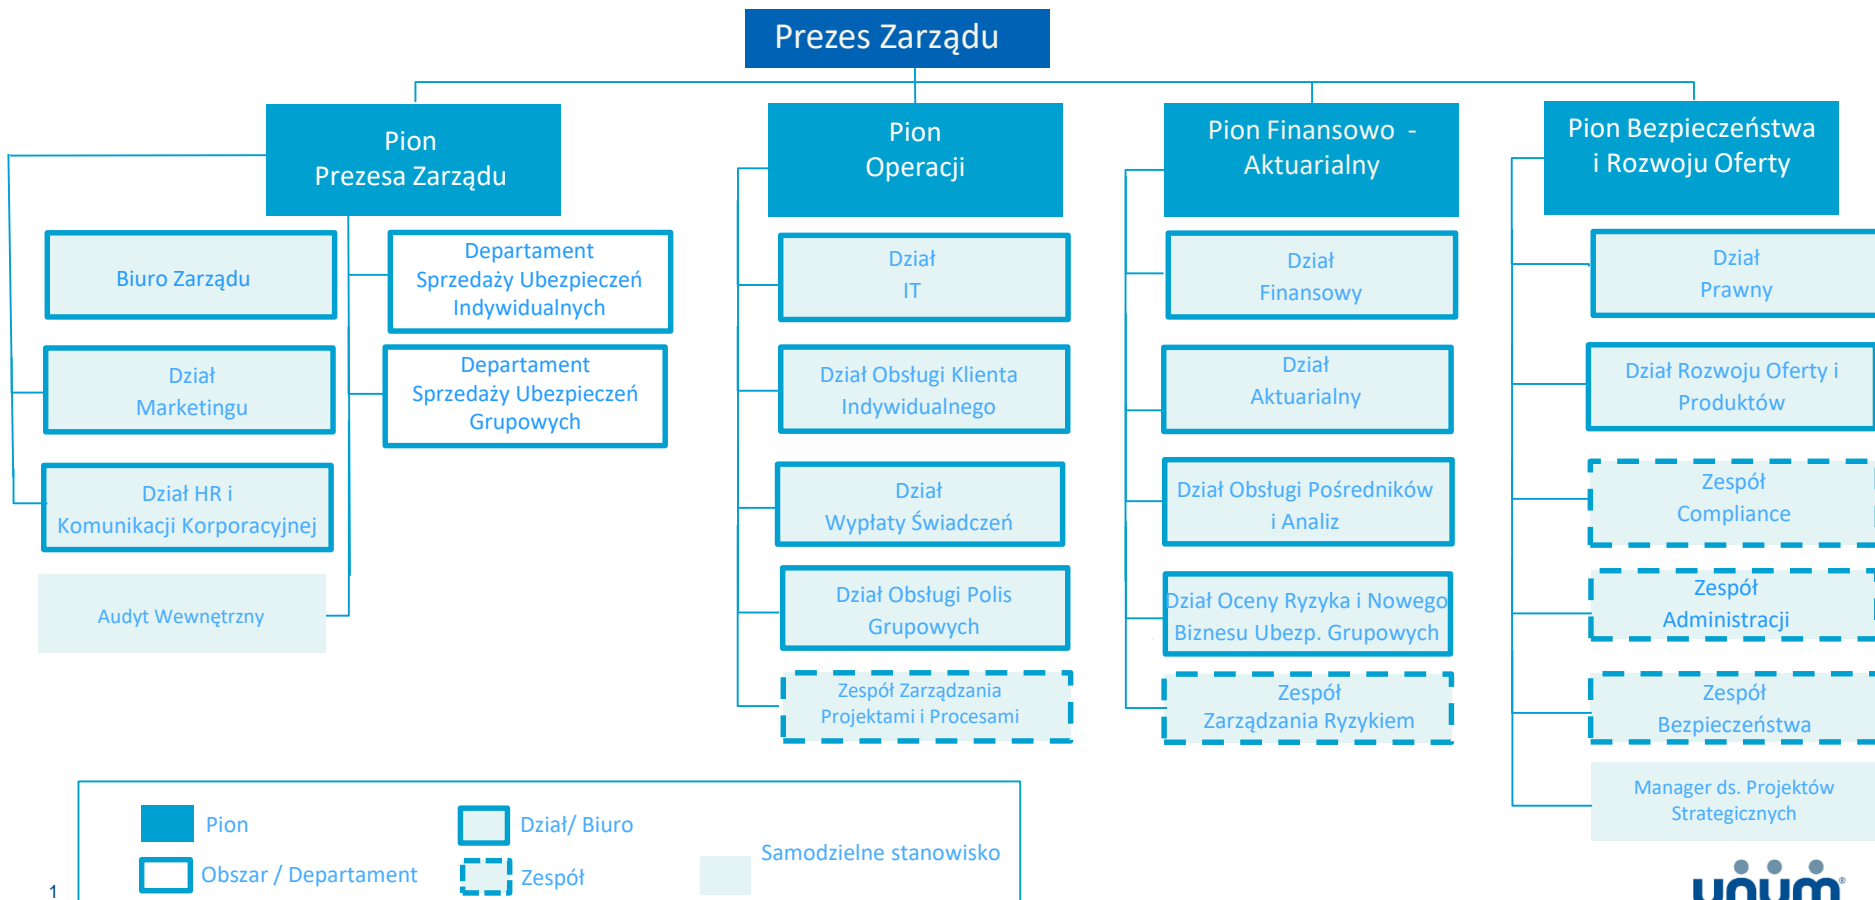 Prezes Zarządu
Pion
Prezesa Zarządu
Biuro Zarządu
Dział
Marketingu
Dział HR i
Komunikacji Korporacyjnej
Audyt Wewnętrzny
Departament
Sprzedaży Ubezpieczeń
Indywidualnych
Departament
Sprzedaży Ubezpieczeń
Grupowych
Pion
Operacji
Dział
IT
Dział Obsługi Klienta
Indywidualnego
Dział
Wypłaty Świadczeń
Dział Obsługi Polis
Grupowych
Zespół Zarządzania
Projektami i Procesami
Pion Finansowo -
Aktuarialny
Dział
Finansowy
Dział
Aktuarialny
Dział Obsługi Pośredników
i Analiz
Dział Oceny Ryzyka i Nowego
Biznesu Ubezp. Grupowych
Zespół
Zarządzania Ryzykiem
Pion Bezpieczeństwa
i Rozwoju Oferty
Dział
Prawny
Dział Rozwoju Oferty i
Produktów
Zespół
Compliance
Zespół
Administracji
Zespół
Bezpieczeństwa
Manager ds. Projektów
Strategicznych
Pion
Obszar / Departament
Dział/ Biuro
Zespół
Samodzielne stanowisko
1
unum®